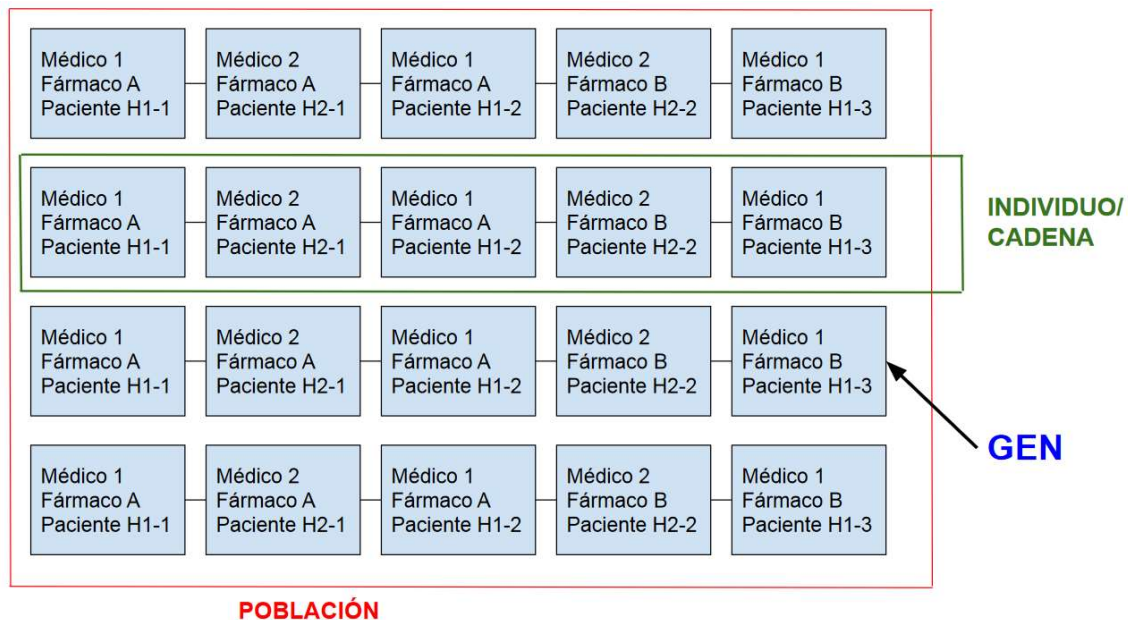 Médico 1
Fármaco A
Paciente H1-1
Médico 2
Fármaco A
Paciente H2-1
Médico 1
Fármaco A
Paciente H1-2
Médico 2
Fármaco B
Paciente H2-2
Médico 1
Fármaco B
Paciente H1-3
Médico 1
Fármaco A
Paciente H1-1
Médico 2
Fármaco A
Paciente H2-1
Médico 1
Fármaco A
Paciente H1-2
Médico 2
Fármaco B
Paciente H2-2
Médico 1
Fármaco B
Paciente H1-3
INDIVIDUO/
CADENA
Médico 1
Fármaco A
Paciente H1-1
Médico 2
Fármaco A
Paciente H2-1
Médico 1
Fármaco A
Paciente H1-2
Médico 2
Fármaco B
Paciente H2-2
Médico 1
Fármaco B
Paciente H1-3
GEN
Médico 1
Fármaco A
Paciente H1-1
Médico 2
Fármaco A
Paciente H2-1
Médico 1
Fármaco A
Paciente H1-2
Médico 2
Fármaco B
Paciente H2-2
Médico 1
Fármaco B
Paciente H1-3
POBLACIÓN